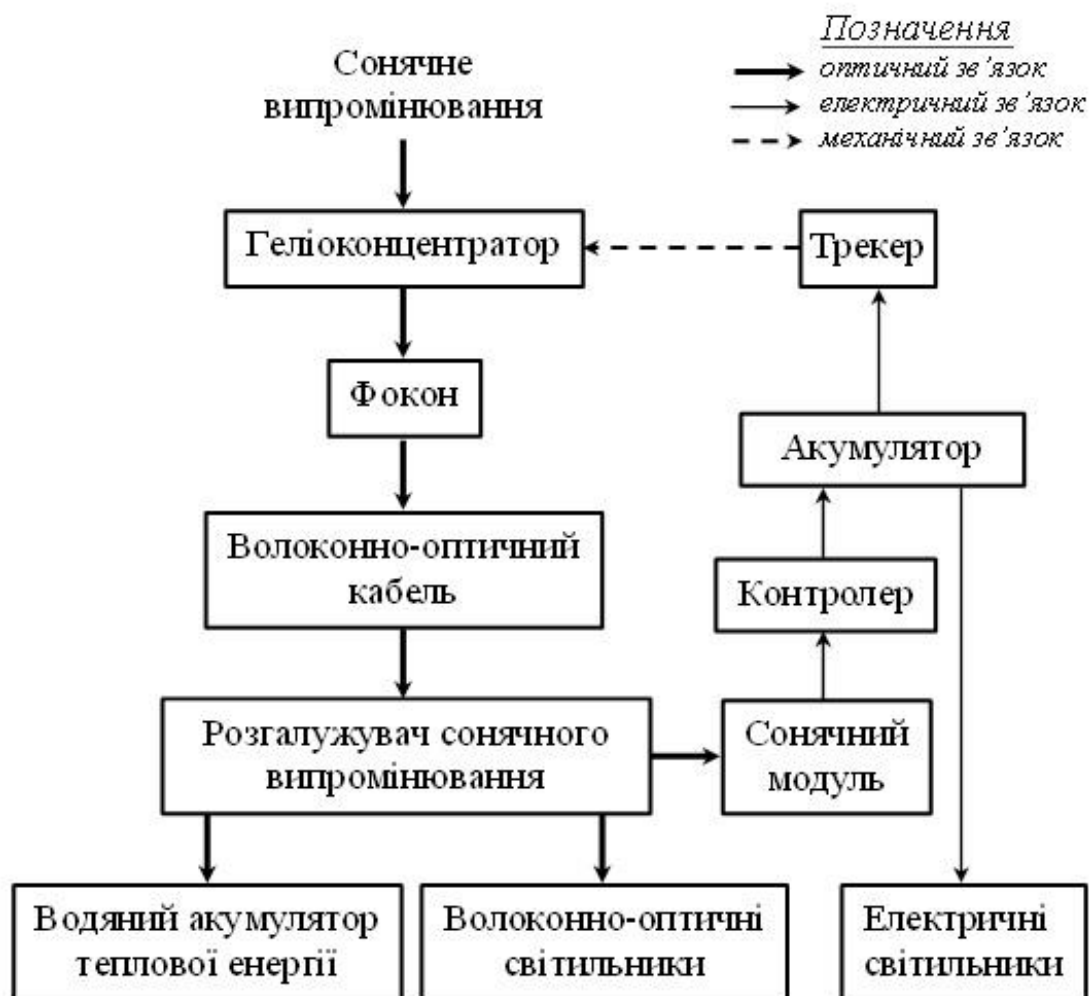 Позначення
оптичний зв’язок
електричний зв’язок
механічний зв’язок
Сонячне
випромінювання
Геліоконцентратор
Трекер
Фокон
Акумулятор
Волоконно-оптичний
кабель
Контролер
Розгалужувач сонячного
випромінювання
Сонячний
модуль
Водяний акумулятор
теплової енергії
Волоконно-оптичні
світильники
Електричні
світильники